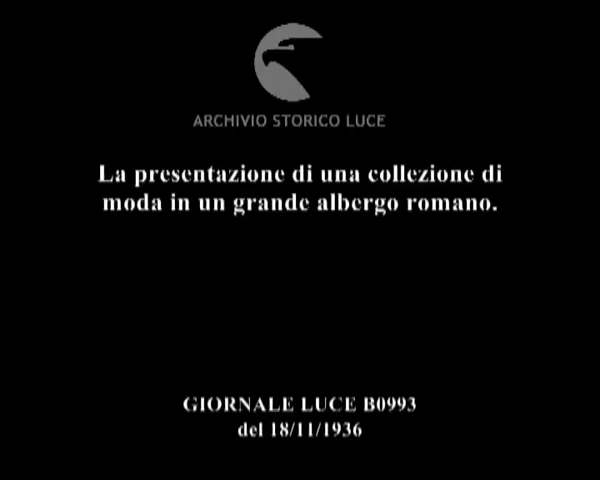 ARCHIVIO STORICO LUCE
La presentazione di una collezione di
moda in un grande albergo romano.
GIORNALE LUCE B0993
del 18/11/1936